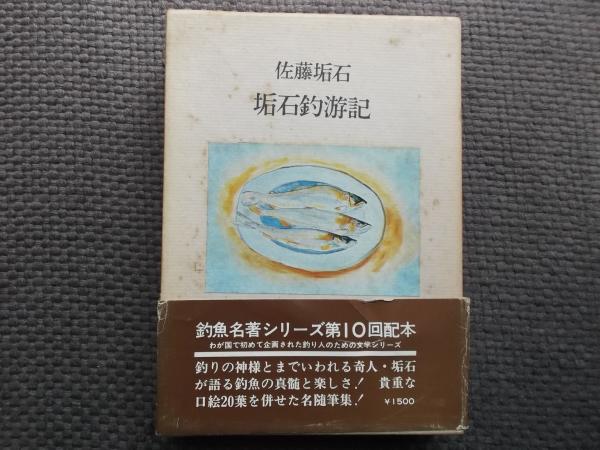 佐藤垢石
垢石釣游記
釣魚名著シリーズ第10回配本
わが国で初めて企画された釣り人のための文学シリーズ
釣りの神様とまでいわれる奇人・垢石
が語る釣魚の真髄と楽しさ.! 貴重な
口絵20葉を併せた名随筆集.! ¥1500